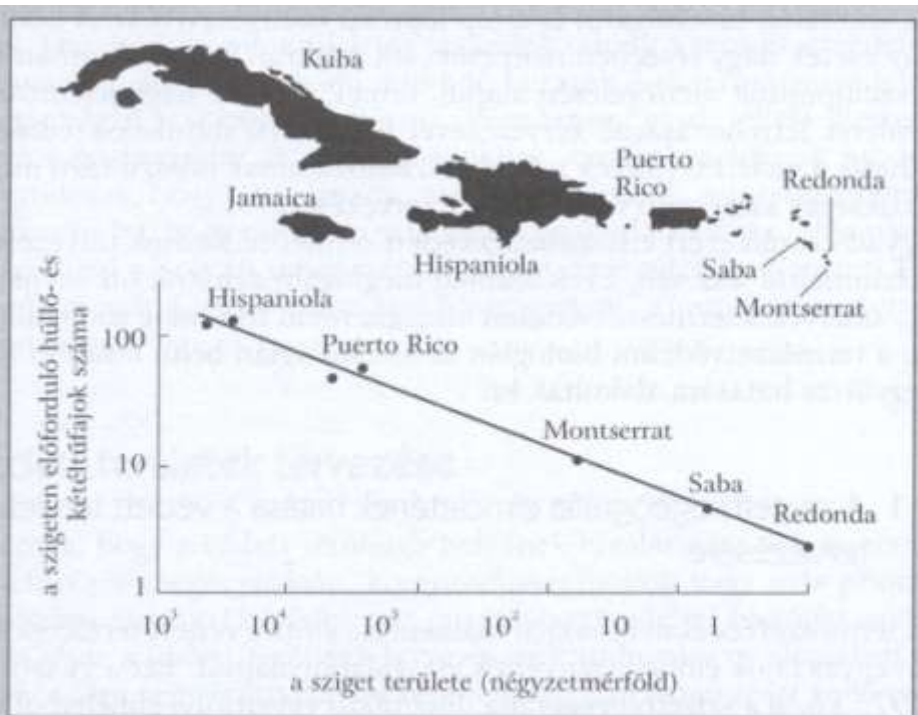 Kuba
Puerto
Rico
Redonda
Jamaica
Hispaniola
Saba
Montserrat
a szigeten előforduló hüllő- és
kétéltűfajok száma
Hispaniola
100
Puerto Rico
Montserrat
10
Saba
Redonda
1
10⁵ 10⁴ 10³ 10² 10 1
a sziget területe (négyzetmérföld)